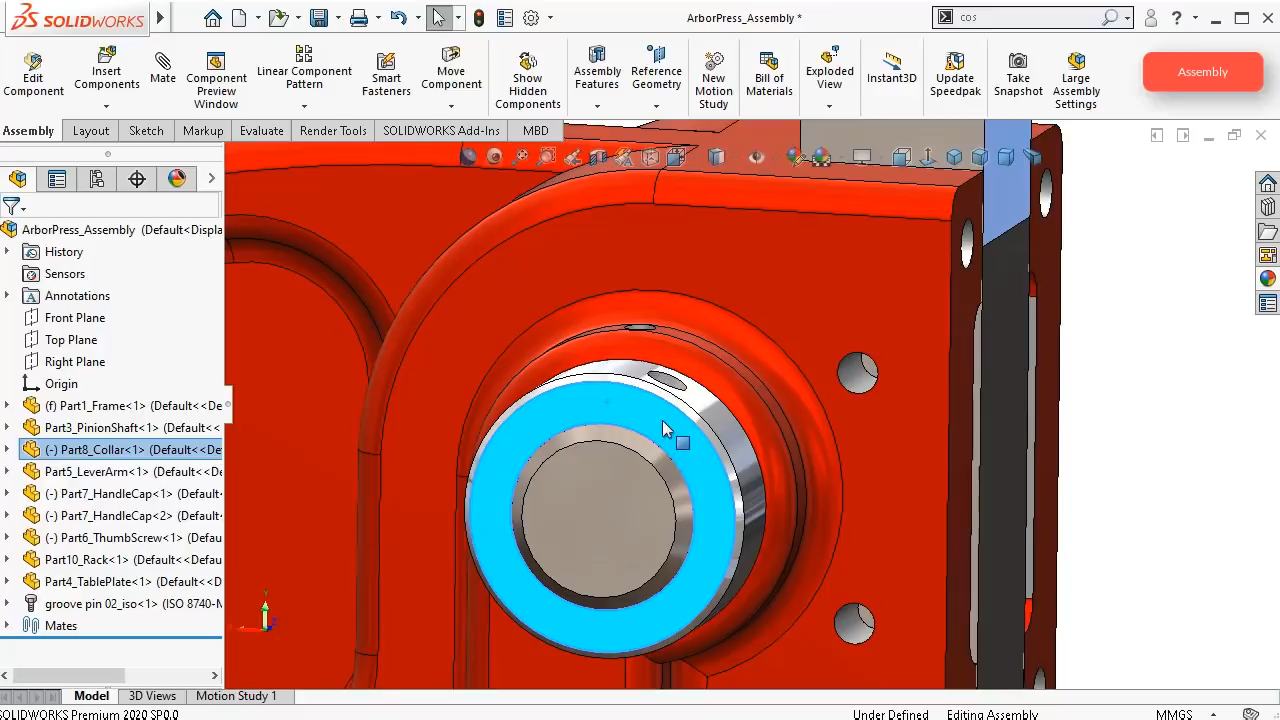 SOLIDWORKS
ArborPress_Assembly *
cos
Edit Component
Insert Components
Mate
Component Preview Window
Linear Component Pattern
Smart Fasteners
Move Component
Show Hidden Components
Assembly Features
Reference Geometry
New Motion Study
Bill of Materials
Exploded View
Instant3D
Update Speedpak
Take Snapshot
Large Assembly Settings
Assembly
Assembly
Layout
Sketch
Markup
Evaluate
Render Tools
SOLIDWORKS Add-Ins
MBD
ArborPress_Assembly (Default<Displa
History
Sensors
Annotations
Front Plane
Top Plane
Right Plane
Origin
(f) Part1_Frame<1> (Default<<De
Part3_PinionShaft<1> (Default<<
(-) Part8_Collar<1> (Default<<De
Part5_LeverArm<1> (Default<<De
(-) Part7_HandleCap<1> (Default
(-) Part7_HandleCap<2> (Default
(-) Part6_ThumbScrew<1> (Defa
Part10_Rack<1> (Default<<Defa
Part4_TablePlate<1> (Default<<D
groove pin 02_iso<1> (ISO 8740-N
Mates
Model
3D Views
Motion Study 1
SOLIDWORKS Premium 2020 SP0.0
Under Defined
Editing Assembly
MMGS